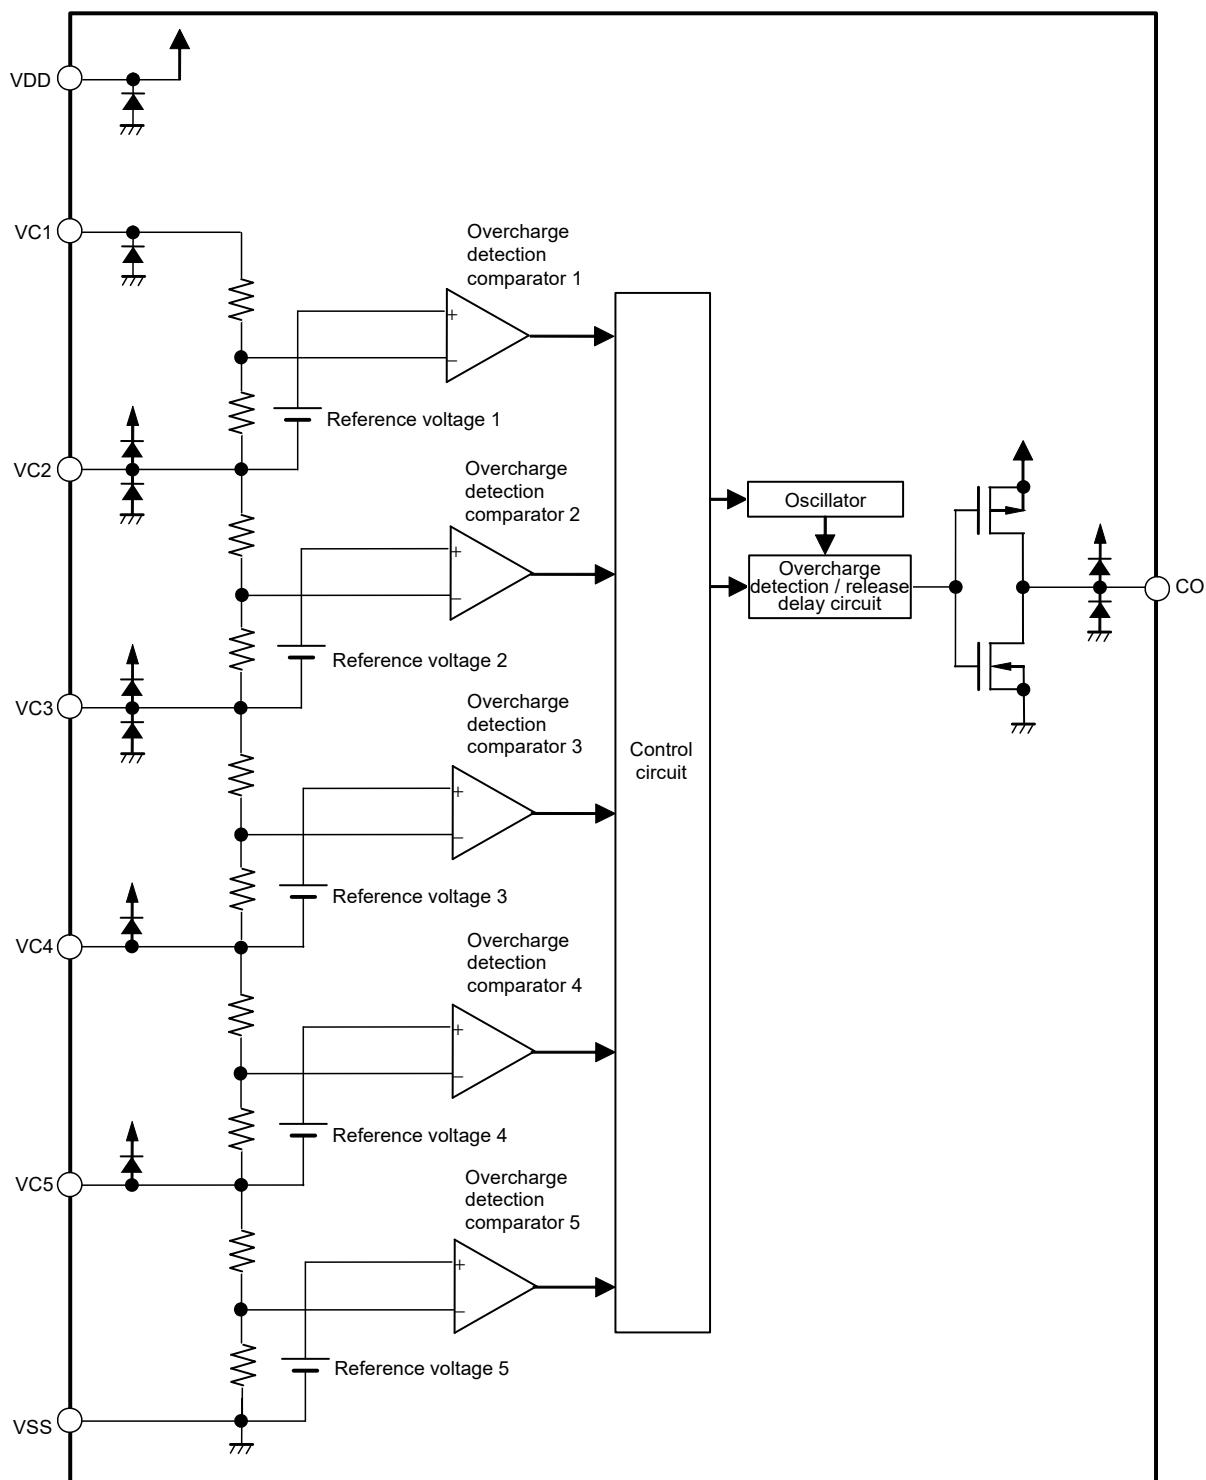 VDD
VC1
Overcharge
detection
comparator 1
+
−
Reference voltage 1
VC2
Overcharge
detection
comparator 2
+
−
Reference voltage 2
Oscillator
Overcharge
detection / release
delay circuit
CO
VC3
Overcharge
detection
comparator 3
+
−
Reference voltage 3
Control
circuit
VC4
Overcharge
detection
comparator 4
+
−
Reference voltage 4
VC5
Overcharge
detection
comparator 5
+
−
Reference voltage 5
VSS